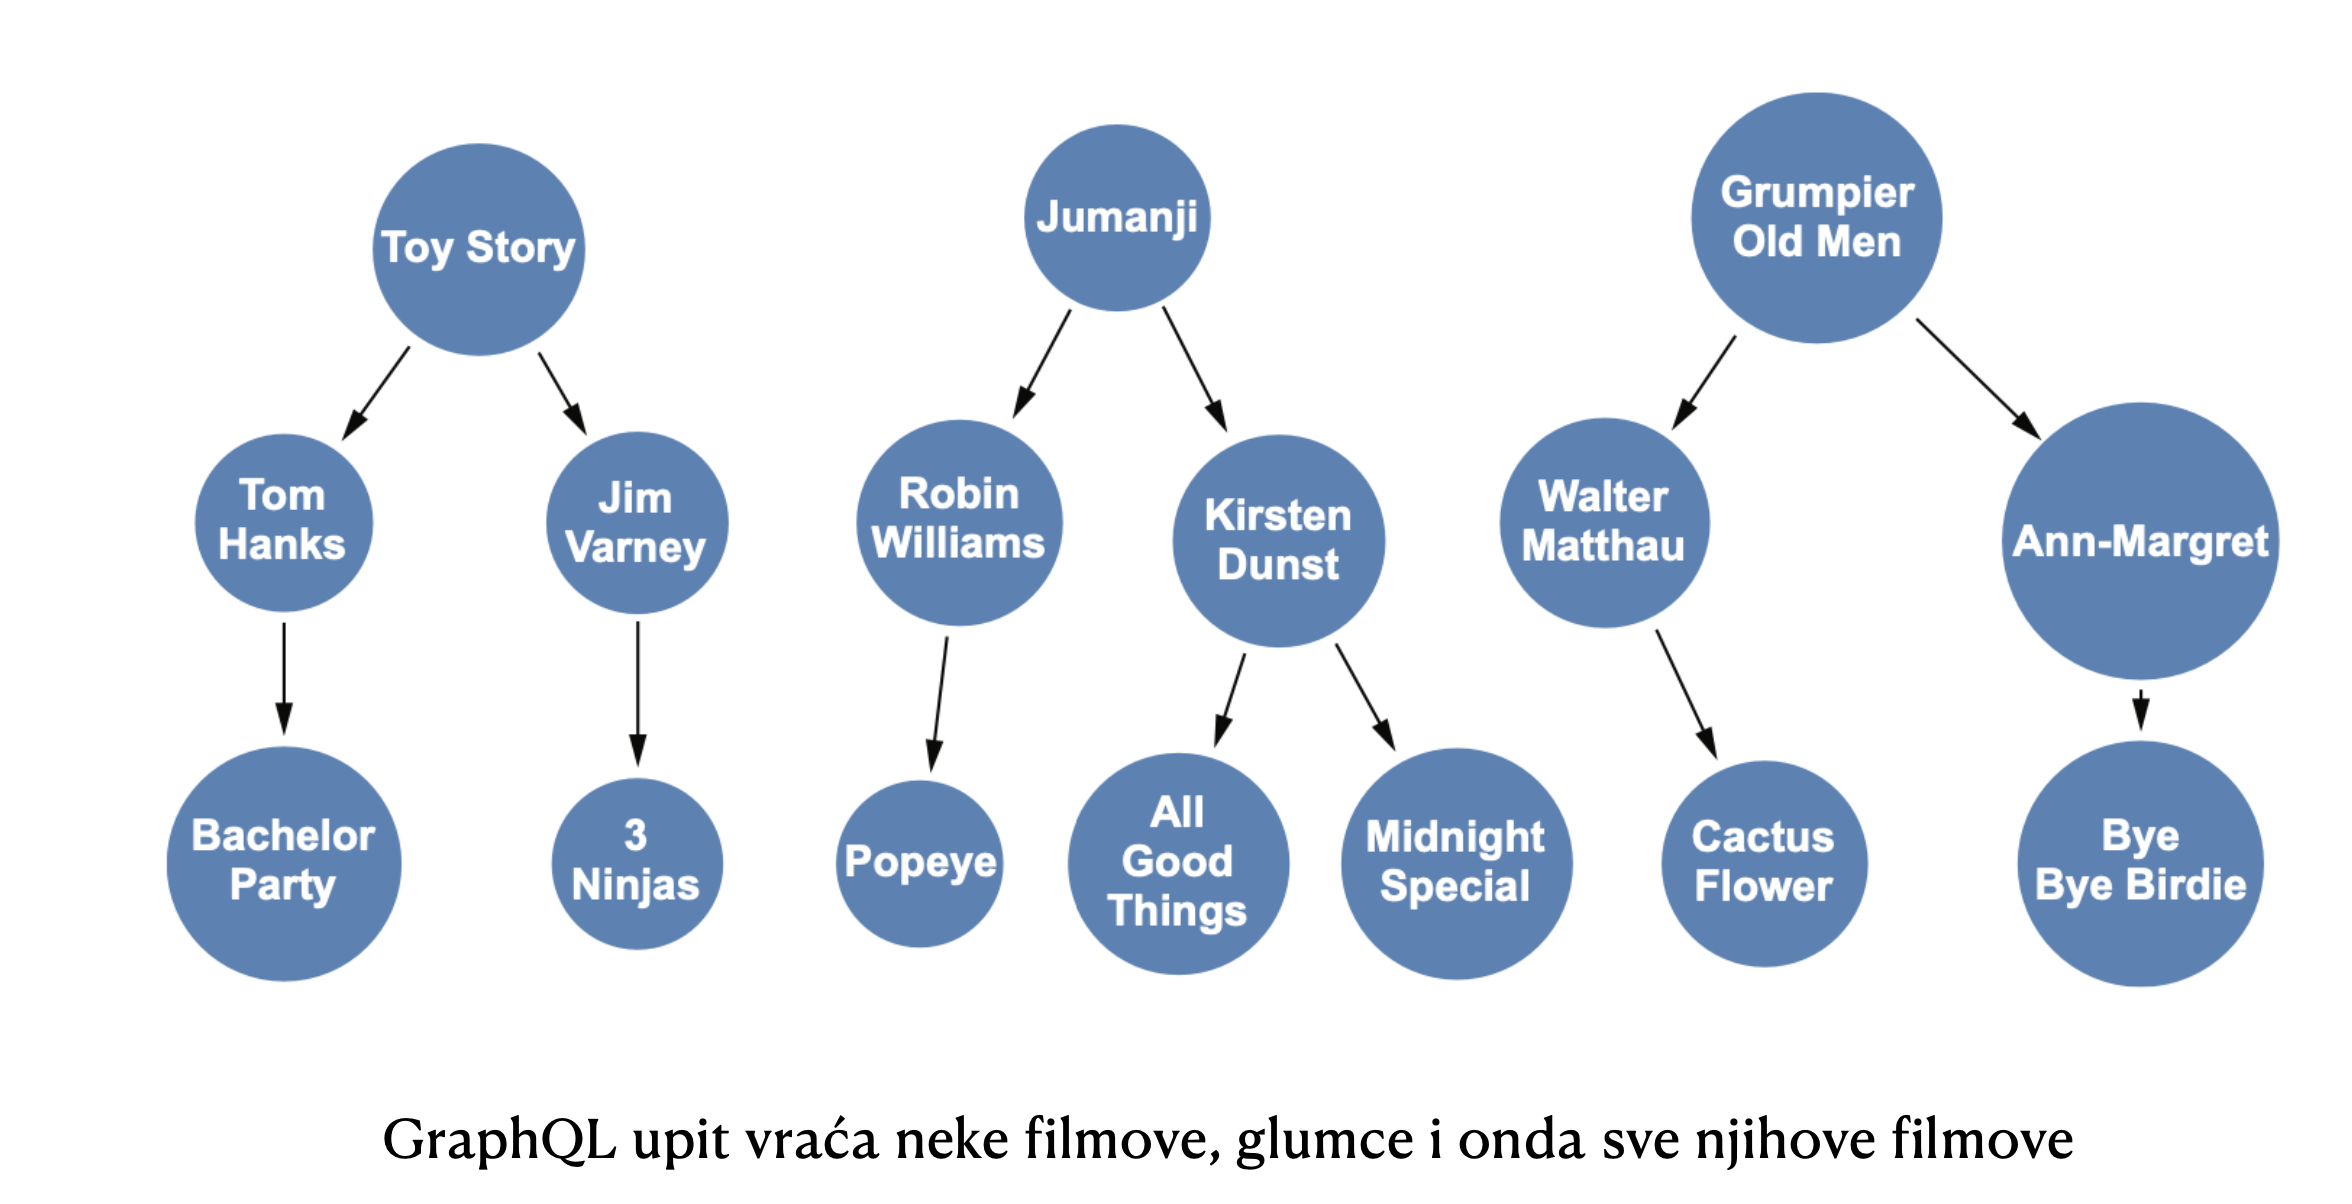 Toy Story
Jumanji
Grumpier
Old Men
Tom
Hanks
Jim
Varney
Robin
Williams
Kirsten
Dunst
Walter
Matthau
Ann-Margret
Bachelor
Party
3
Ninjas
Popeye
All
Good
Things
Midnight
Special
Cactus
Flower
Bye
Bye Birdie
GraphQL upit vraća neke filmove, glumce i onda sve njihove filmove